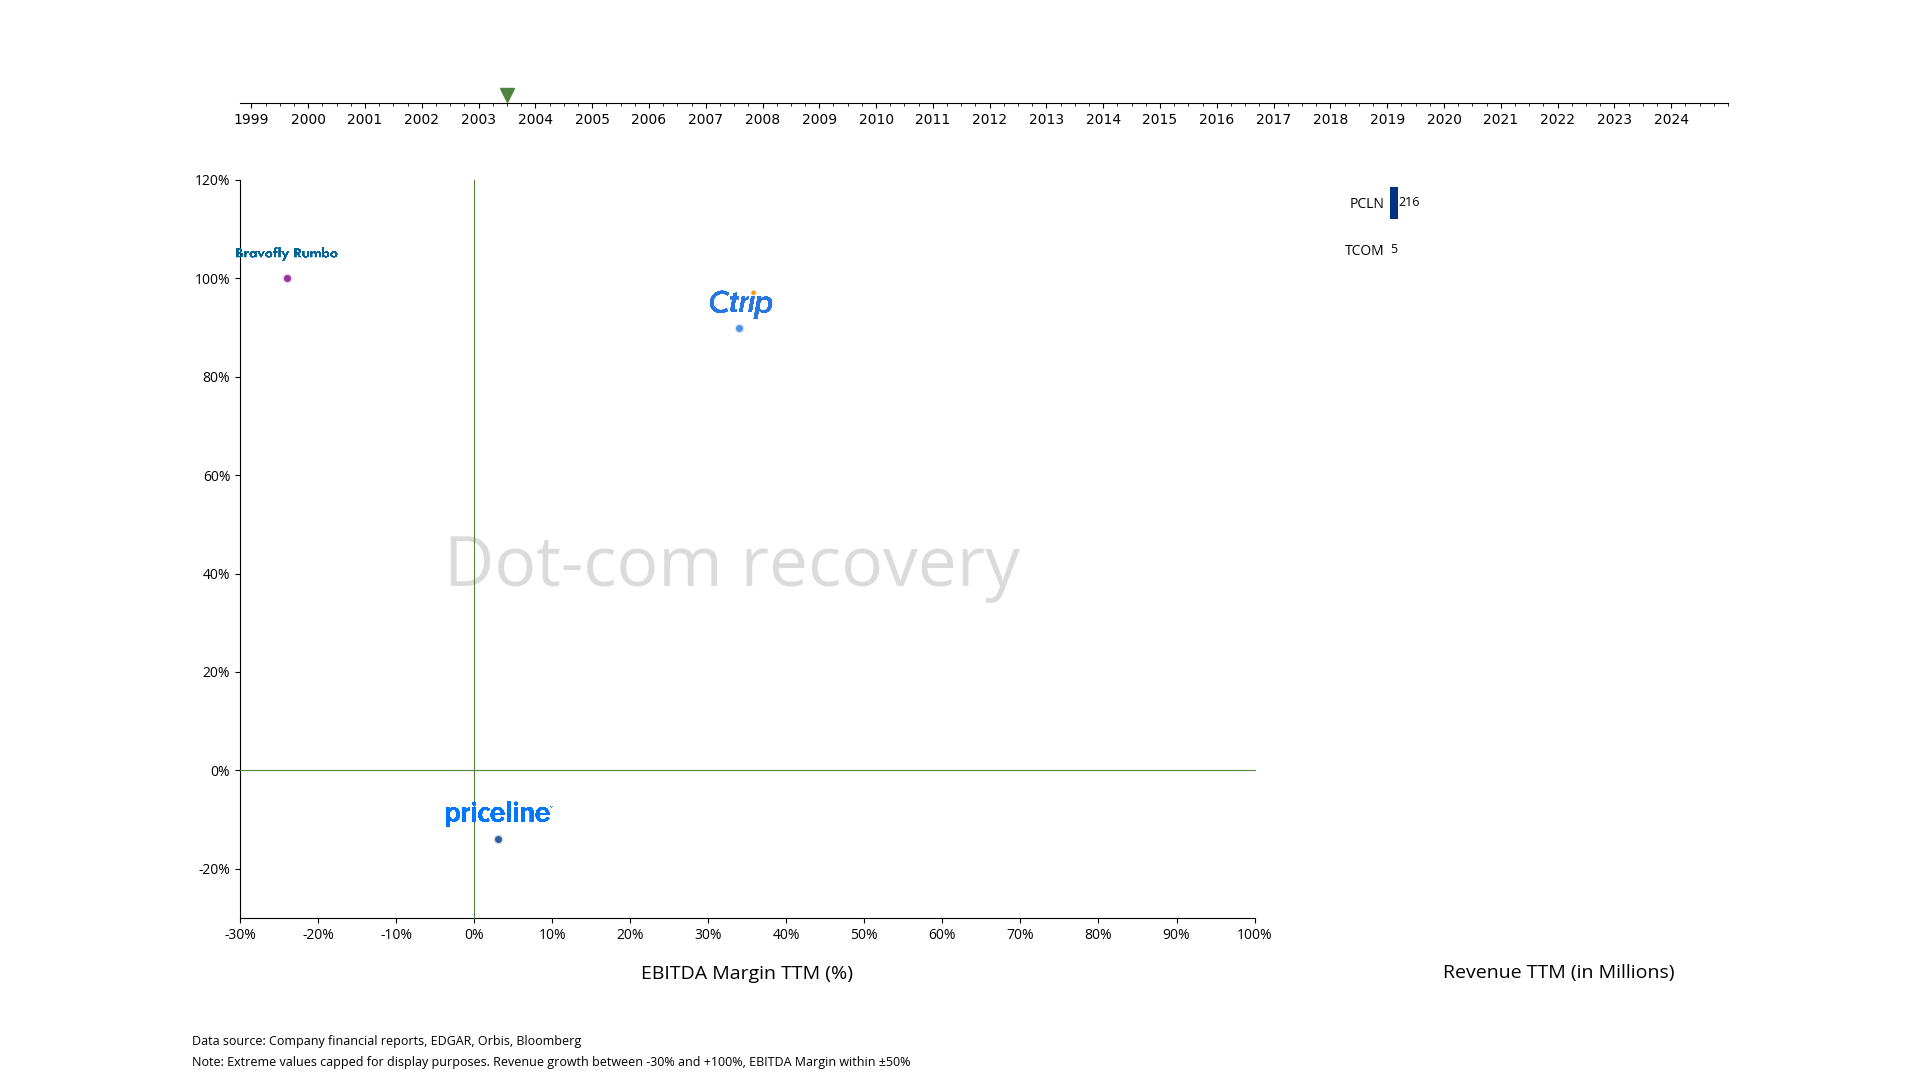 1999 2000 2001 2002 2003 2004 2005 2006 2007 2008 2009 2010 2011 2012 2013 2014 2015 2016 2017 2018 2019 2020 2021 2022 2023 2024
120%
100%
80%
60%
40%
20%
0%
-20%
Bravofly Rumbo
Ctrip
Dot-com recovery
priceline
-30% -20% -10% 0% 10% 20% 30% 40% 50% 60% 70% 80% 90% 100%
EBITDA Margin TTM (%)
PCLN 216
TCOM 5
Revenue TTM (in Millions)
Data source: Company financial reports, EDGAR, Orbis, Bloomberg
Note: Extreme values capped for display purposes. Revenue growth between -30% and +100%, EBITDA Margin within ±50%